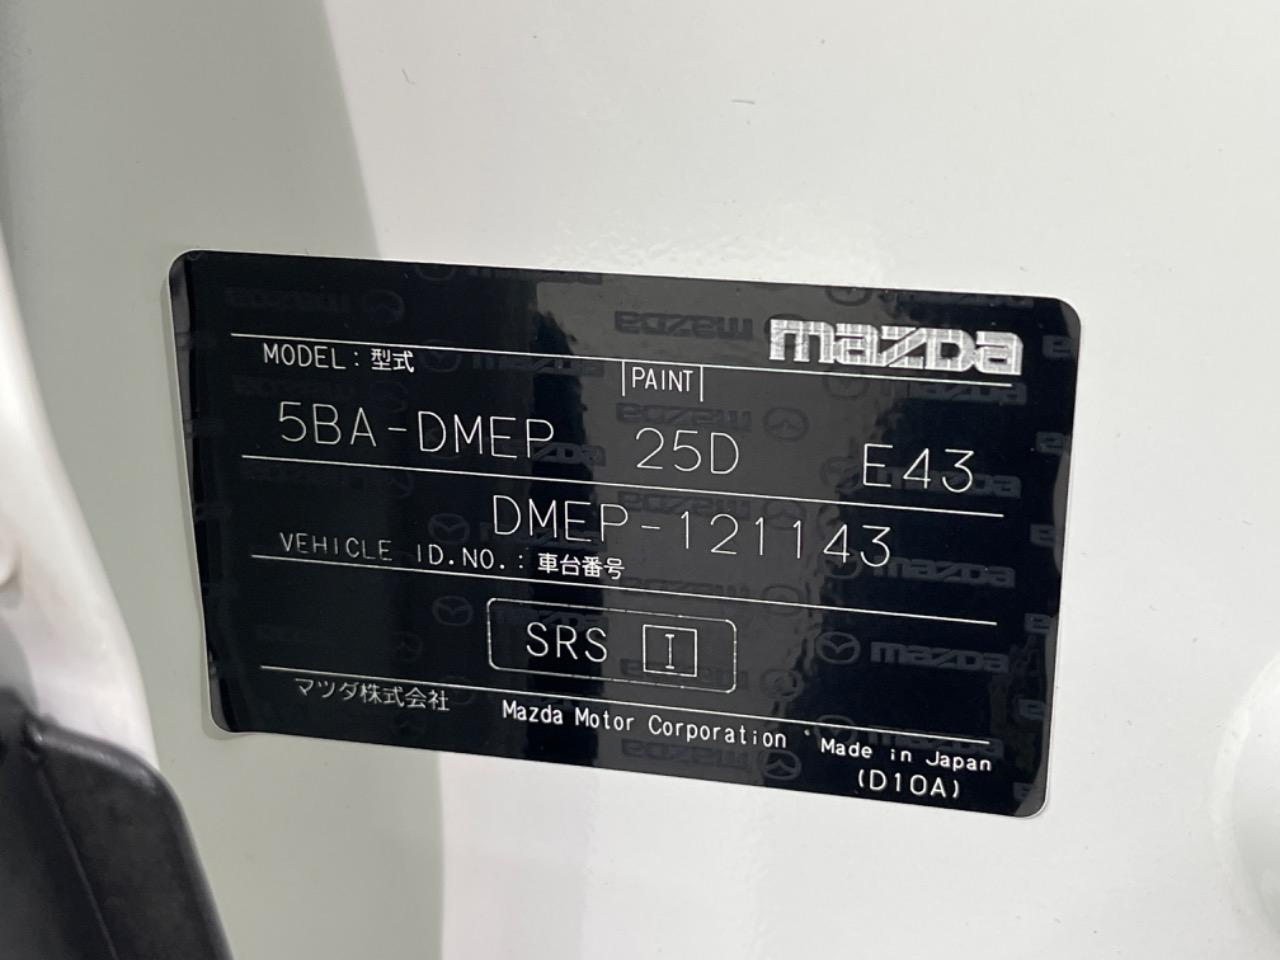 mazda
MODEL：型式 PAINT
5BA-DMEP 25D E43
DMEP-121143
VEHICLE ID.NO.：車台番号
SRS I
マツダ株式会社 Mazda Motor Corporation Made in Japan
(D10A)